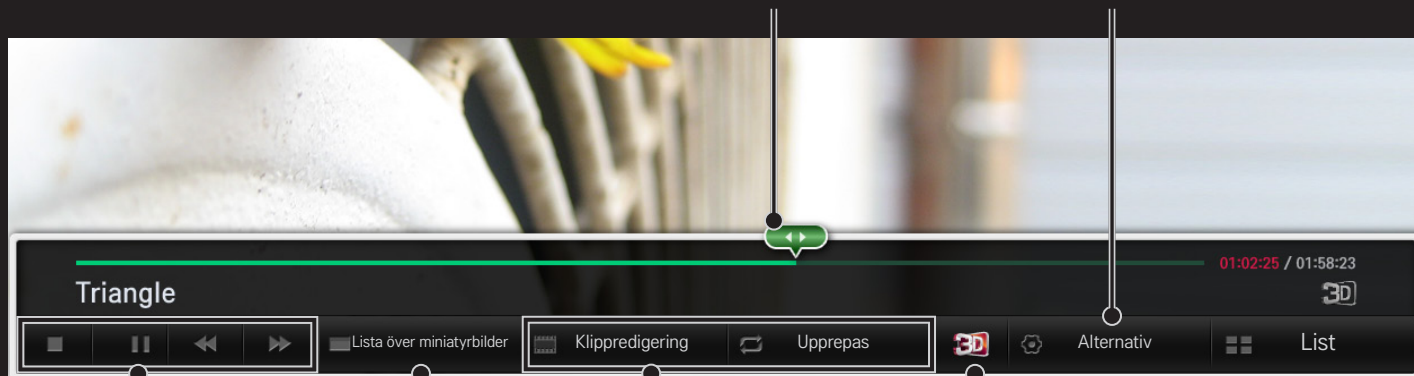 01:02:25 / 01:58:23
Triangle
3D
Lista över miniatyrbilder Klippredigering Upprepas 3D Alternativ List